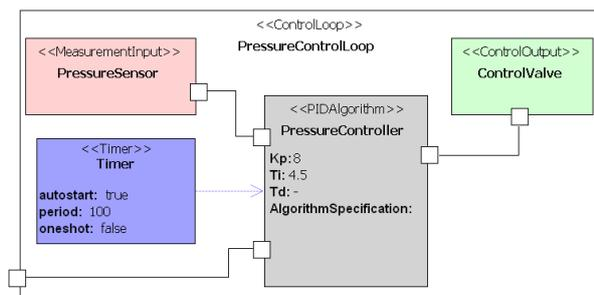 <<ControlLoop>>
PressureControlLoop
<<MeasurementInput>>
PressureSensor
<<ControlOutput>>
ControlValve
<<PIDAlgorithm>>
PressureController
Kp:8
Ti: 4.5
Td: -
AlgorithmSpecification:
<<Timer>>
Timer
autostart: true
period: 100
oneshot: false